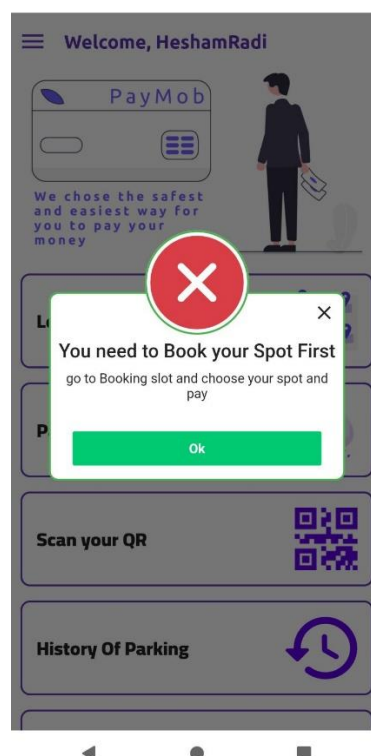 Welcome, HeshamRadi
PayMob
We chose the safest
and easiest way for
you to pay your
money
You need to Book your Spot First
go to Booking slot and choose your spot and
pay
Ok
Scan your QR
History Of Parking